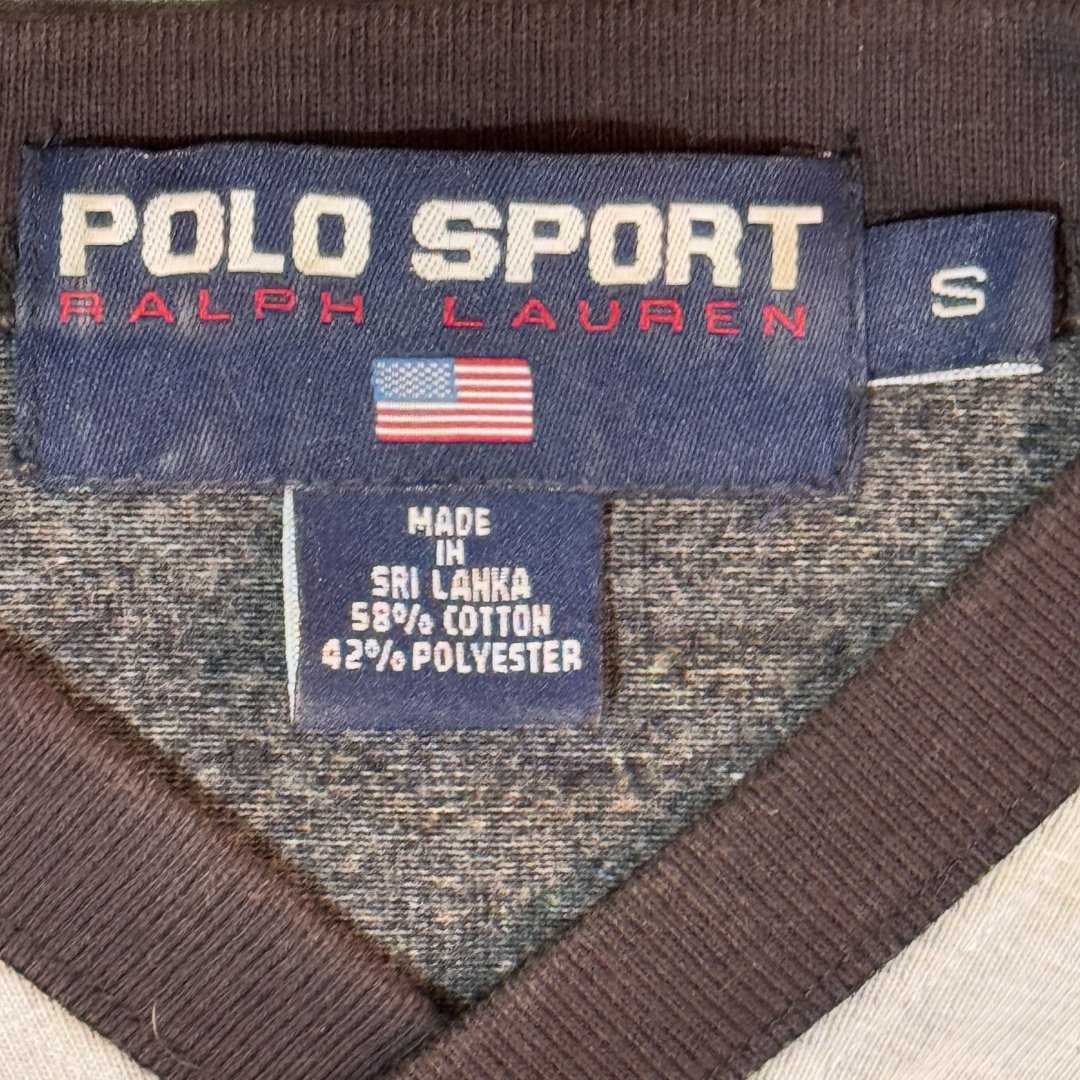 POLO SPORT
RALPH LAUREN
S
MADE
IN
SRI LANKA
58% COTTON
42% POLYESTER